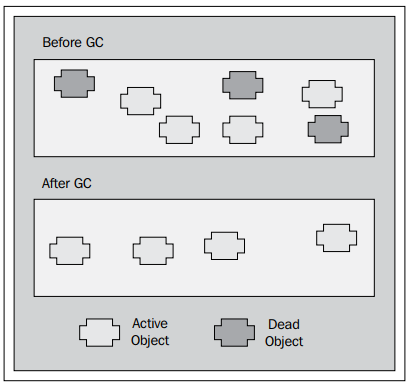 Before GC
After GC
Active
Object
Dead
Object